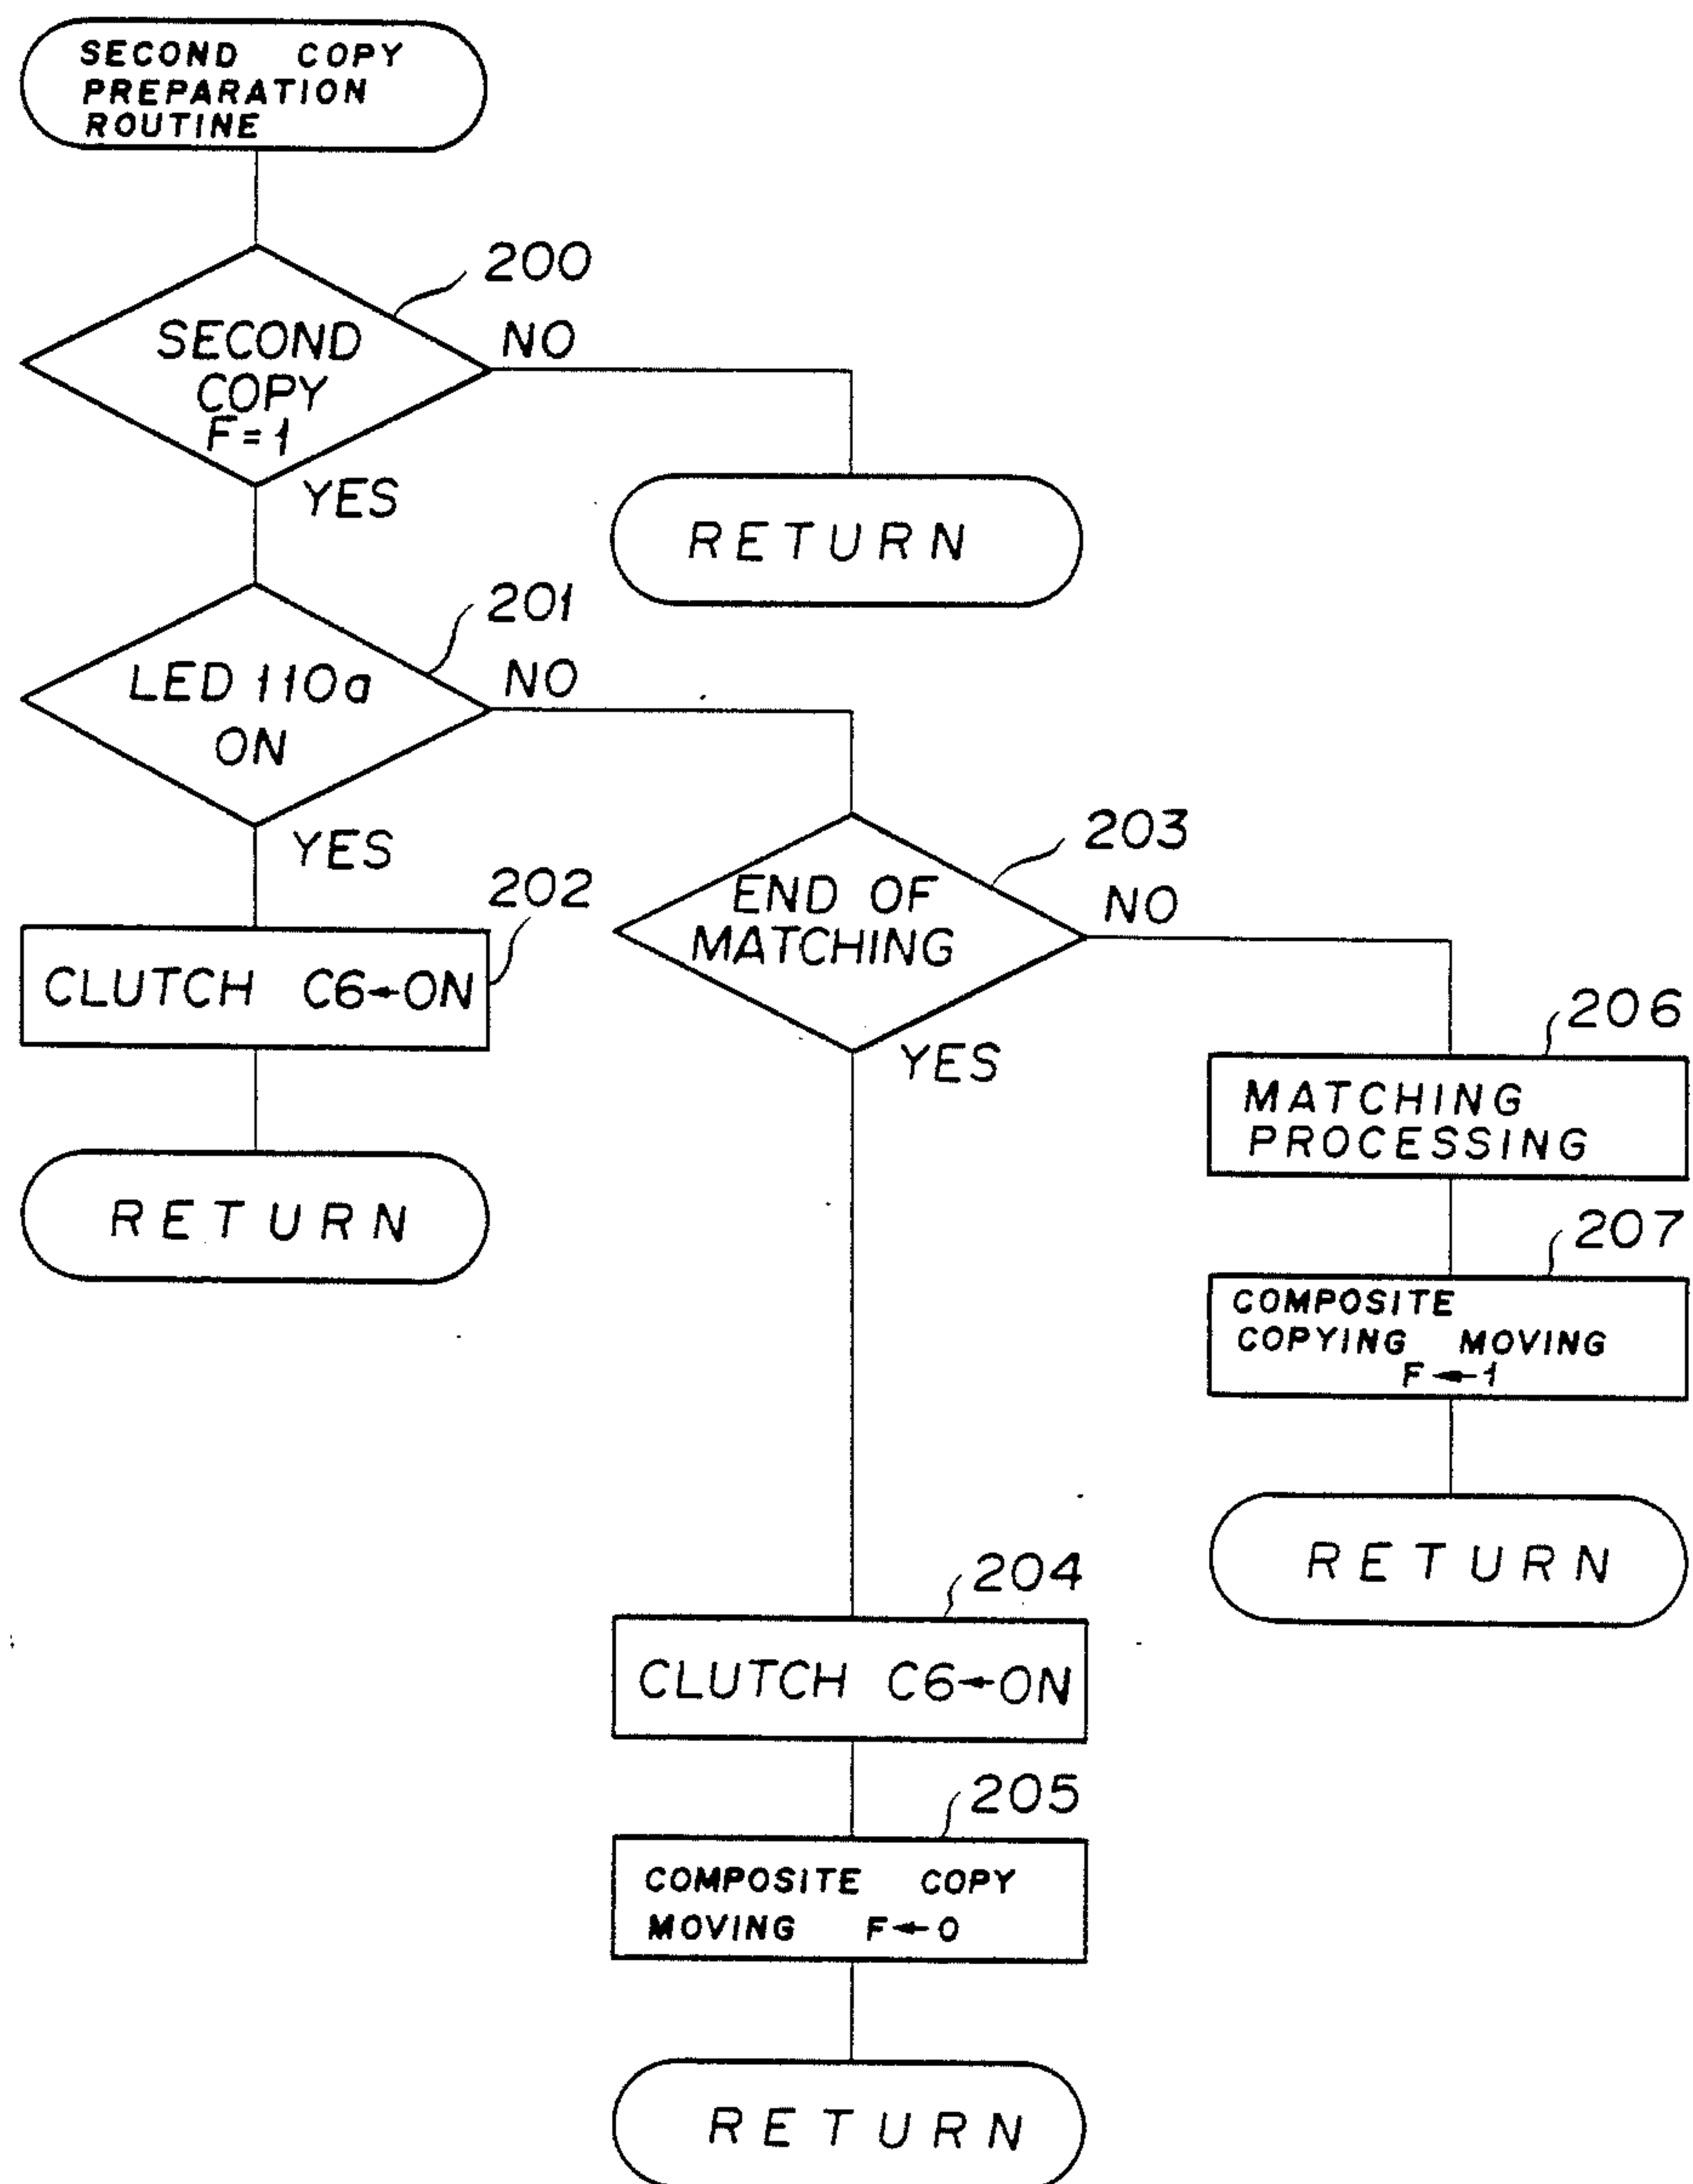 SECOND COPY
PREPARATION
ROUTINE
200
SECOND
COPY
F=1
NO
YES
RETURN
201
LED 110a
ON
NO
YES
203
END OF
MATCHING
NO
YES
202
CLUTCH C6←ON
RETURN
206
MATCHING
PROCESSING
207
COMPOSITE
COPYING MOVING
F←1
RETURN
204
CLUTCH C6←ON
205
COMPOSITE COPY
MOVING F←0
RETURN